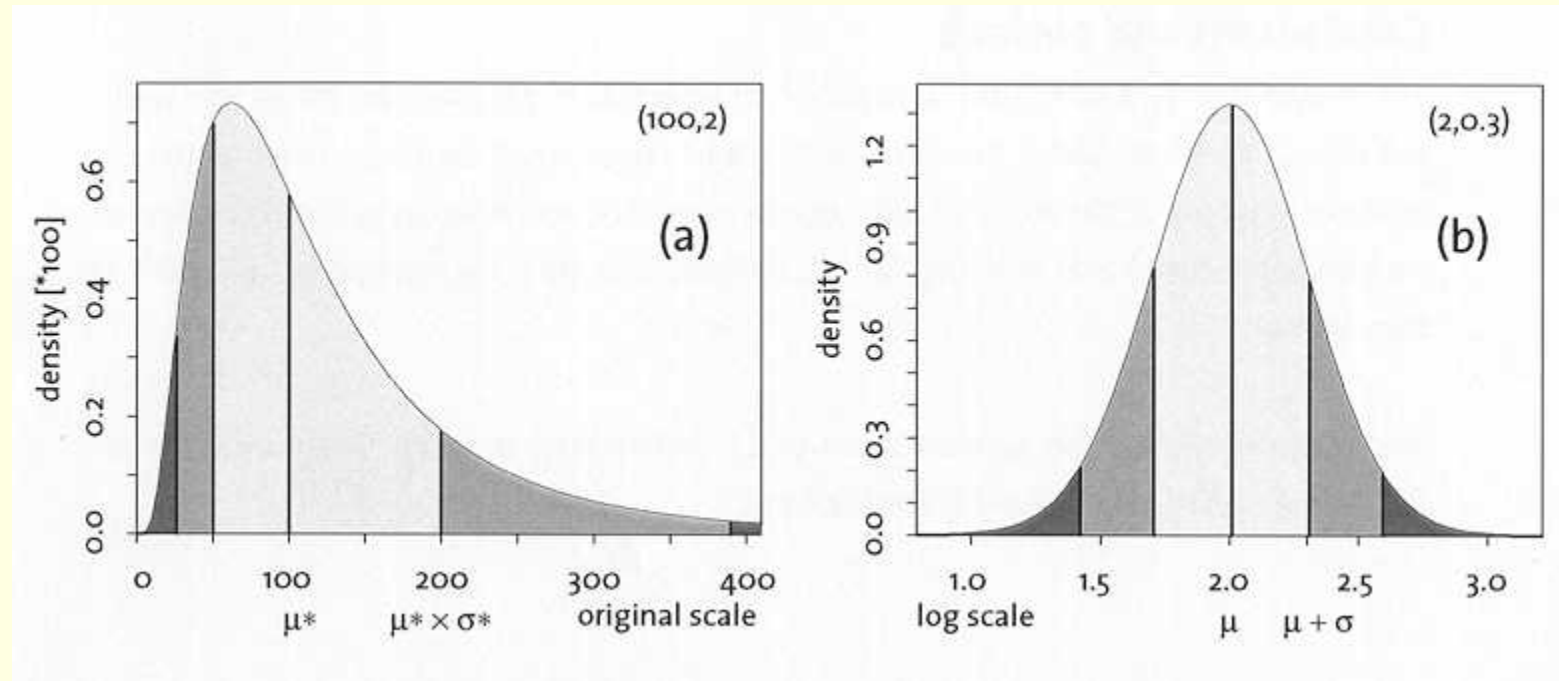 (100,2)
(a)
density [*100]
0.0
0.2
0.4
0.6
0
100
200
300
400
μ*
μ* × σ*
original scale
(2,0.3)
(b)
density
0.0
0.3
0.6
0.9
1.2
1.0
1.5
2.0
2.5
3.0
log scale
μ
μ + σ